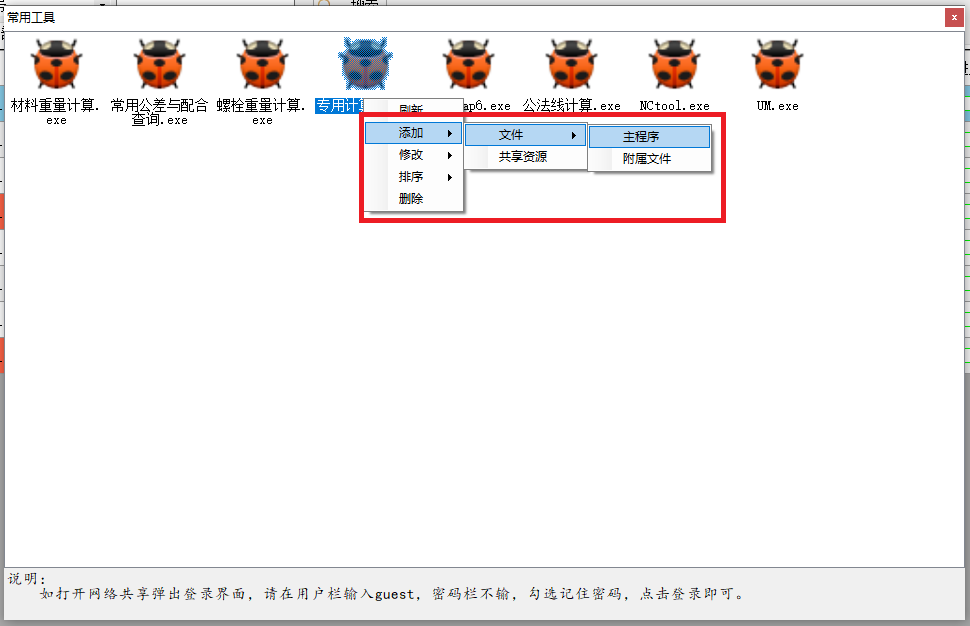 搜索
常用工具
材料重量计算.
exe
常用公差与配合
查询.exe
螺栓重量计算.
exe
专用计算
ap6.exe
公法线计算.exe
NCtool.exe
UM.exe
刷新
添加
修改
排序
删除
文件
共享资源
主程序
附属文件
说明:
如打开网络共享弹出登录界面, 请在用户栏输入guest, 密码栏不输, 勾选记住密码, 点击登录即可。